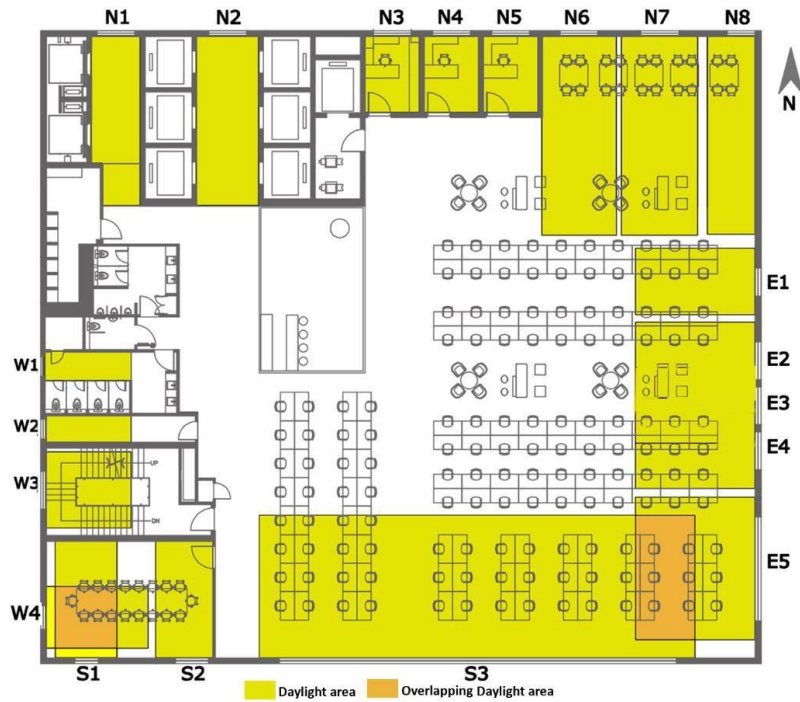 N1 N2 N3 N4 N5 N6 N7 N8
N
E1
E2
W1
E3
W2
E4
UP
W3
DN
E5
W4
S1 S2 S3
Daylight area Overlapping Daylight area